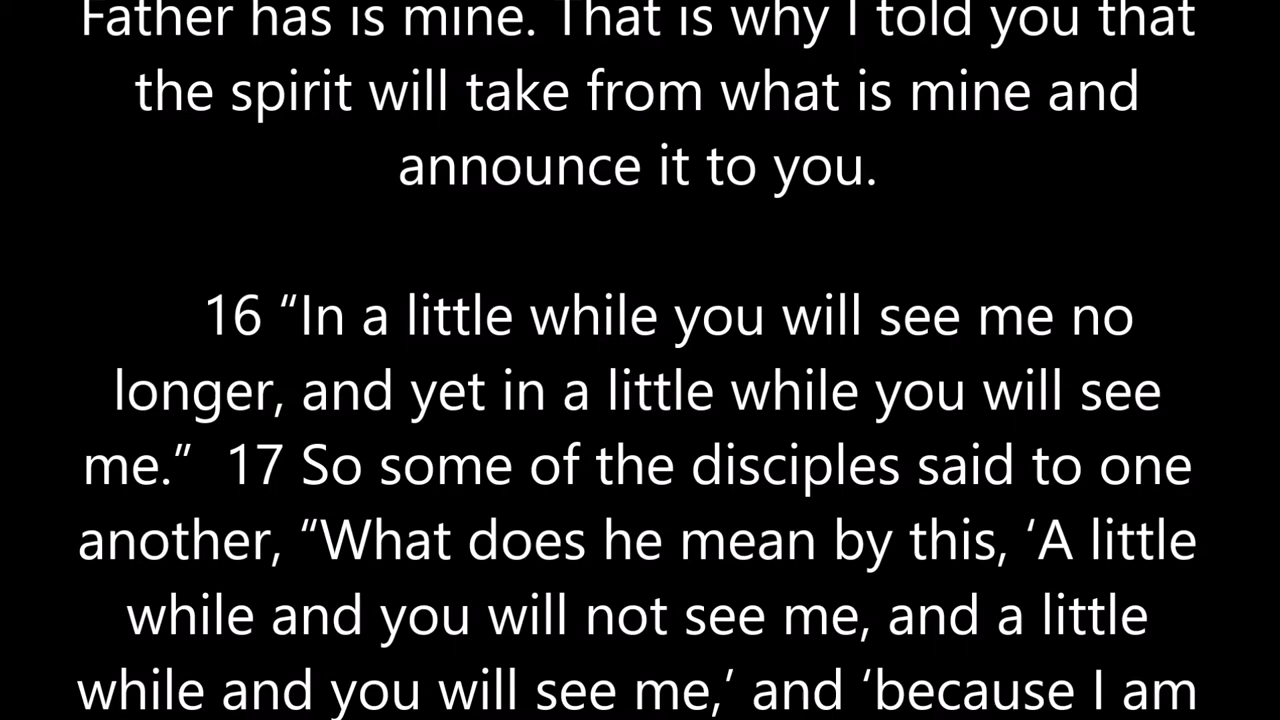 Father has is mine. That is why I told you that
the spirit will take from what is mine and
announce it to you.
16 “In a little while you will see me no
longer, and yet in a little while you will see
me.”  17 So some of the disciples said to one
another, “What does he mean by this, ‘A little
while and you will not see me, and a little
while and you will see me,’ and ‘because I am